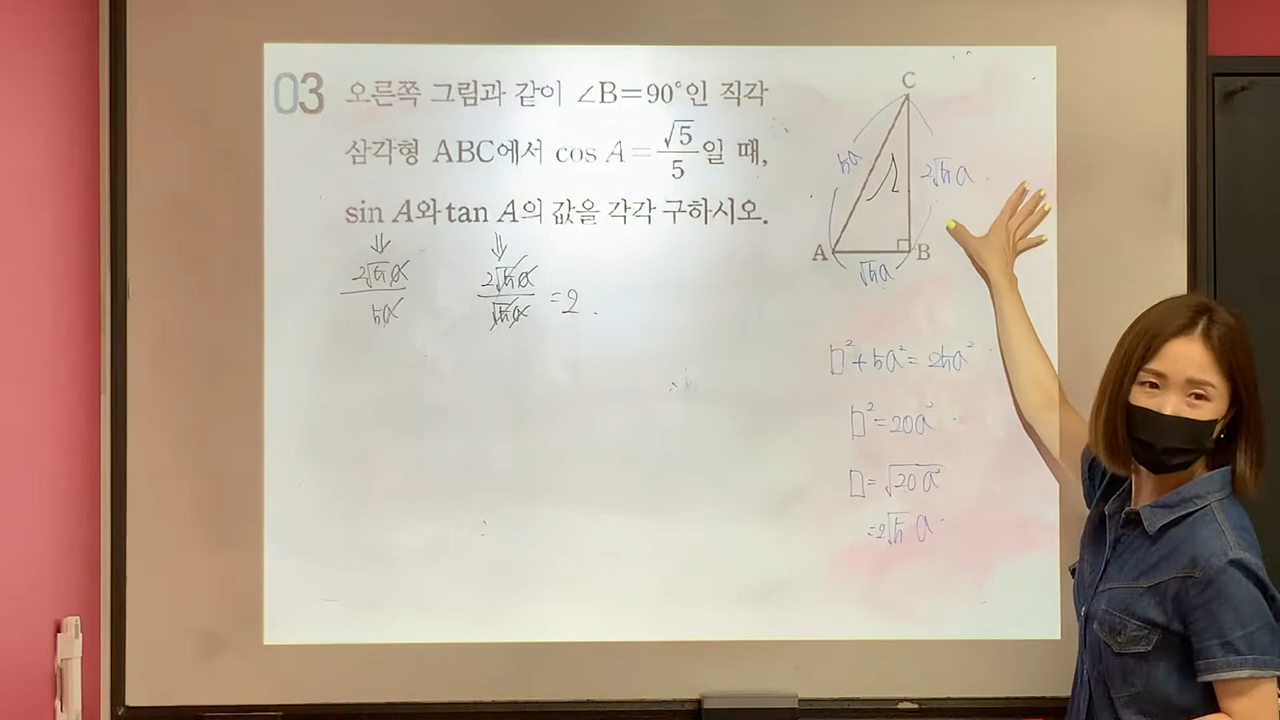 03 오른쪽 그림과 같이 ∠B=90°인 직각
삼각형 ABC에서 cos A=√5/5일 때,
sin A와 tan A의 값을 각각 구하시오.
⇓ ⇓
2√5a/5a 2√5a/√5a =2.
C
5a
2√5a
A
B
√5a
□²+5a²=25a²
□²=20a²
□=√20a²
=2√5a